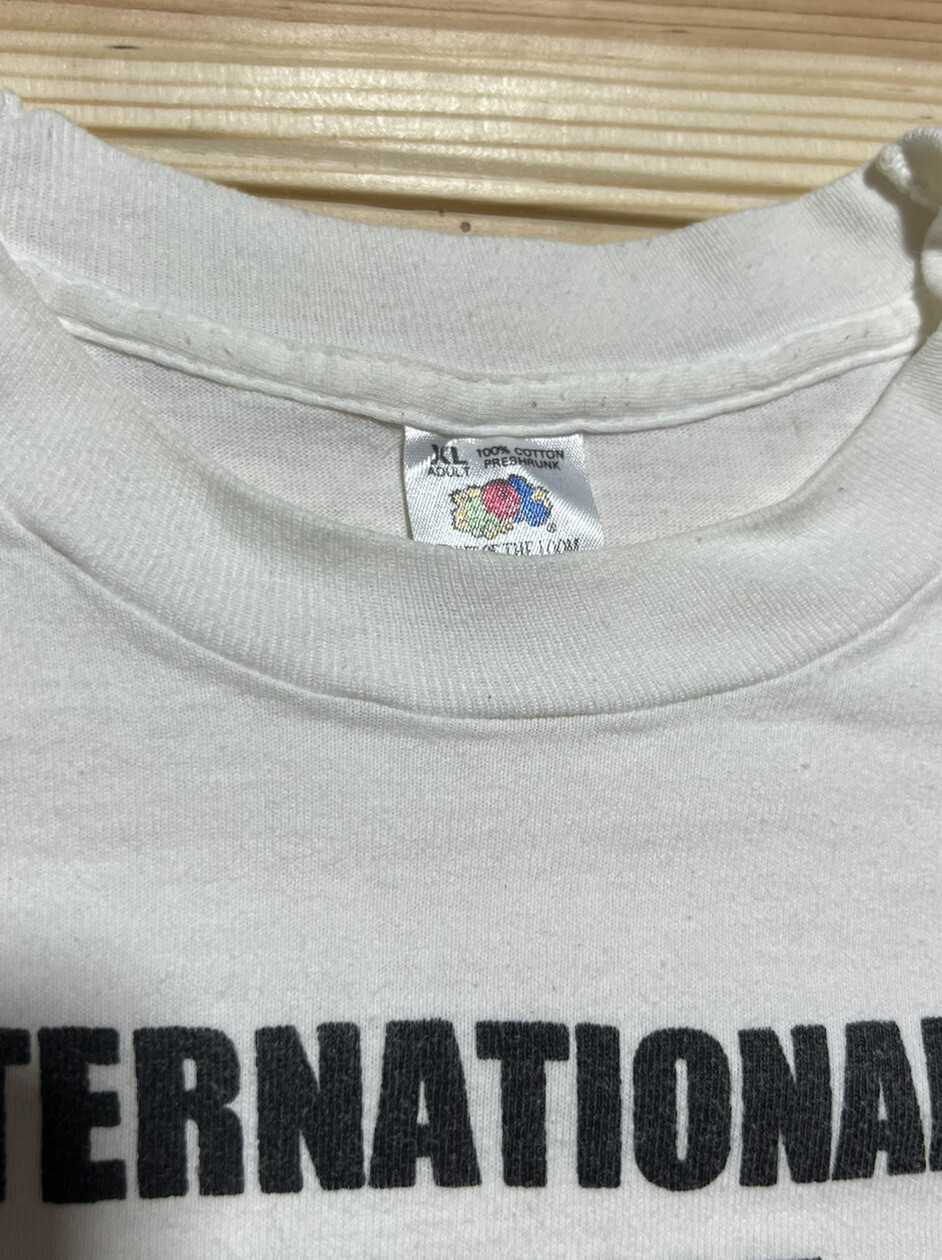 XL 100% COTTON
ADULT PRESHRUNK
®
OF THE LOOM
TERNATIONAL